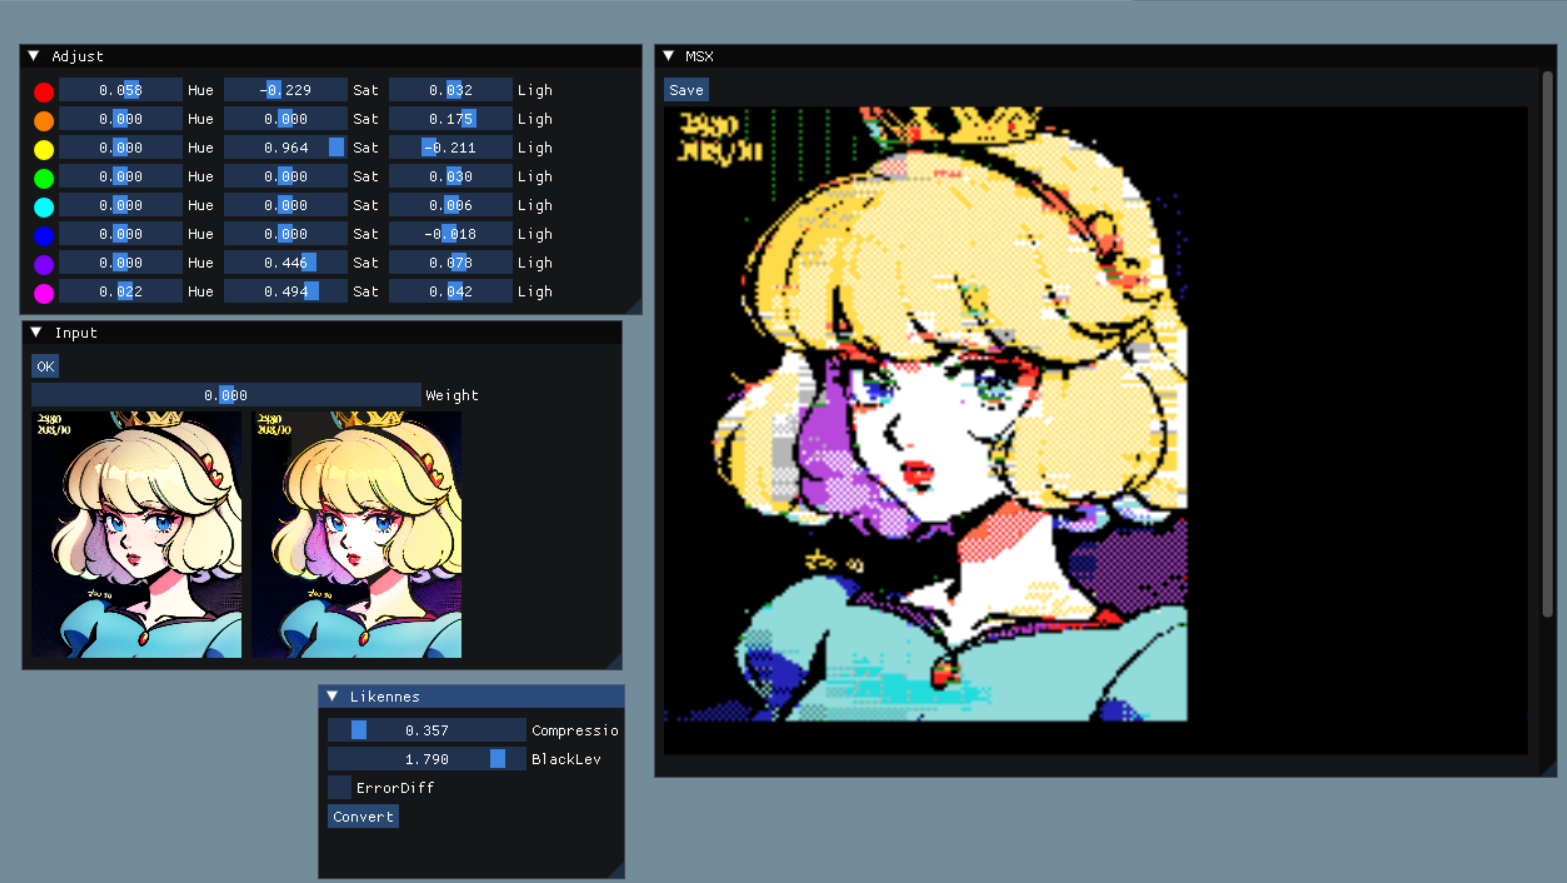 Adjust
0.058 Hue -0.229 Sat 0.032 Ligh
0.000 Hue 0.000 Sat 0.175 Ligh
0.000 Hue 0.964 Sat -0.211 Ligh
0.000 Hue 0.000 Sat 0.030 Ligh
0.000 Hue 0.000 Sat 0.006 Ligh
0.000 Hue 0.000 Sat -0.018 Ligh
0.000 Hue 0.446 Sat 0.078 Ligh
0.022 Hue 0.494 Sat 0.042 Ligh
Input
OK
0.000 Weight
Likennes
0.357 Compressio
1.790 BlackLev
ErrorDiff
Convert
MSX
Save